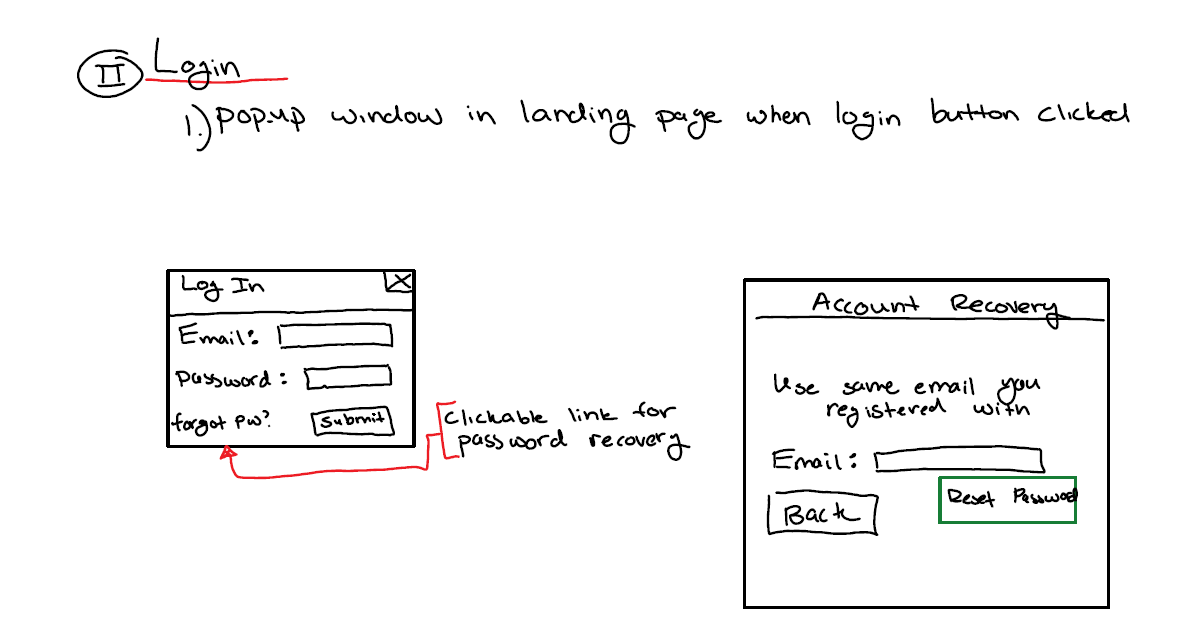 II Login
1.) pop-up window in landing page when login button clicked
Log In X
Email:
Password:
forgot pw? Submit
Clickable link for
password recovery
Account Recovery
Use same email you
registered with
Email:
Reset Password
Back